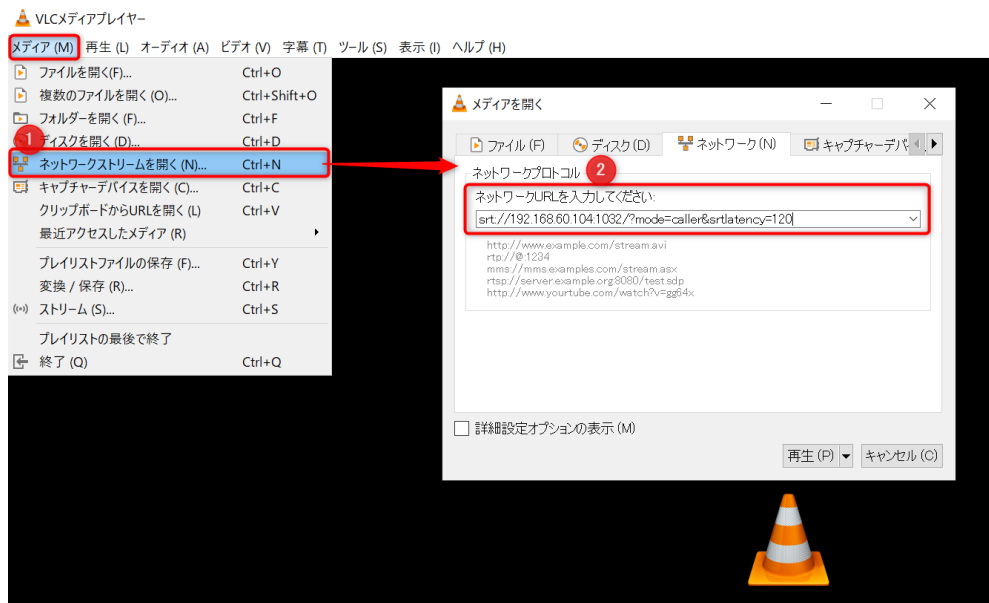 VLCメディアプレイヤー
メディア (M) 再生 (L) オーディオ (A) ビデオ (V) 字幕 (T) ツール (S) 表示 (I) ヘルプ (H)
ファイルを開く(F)... Ctrl+O
複数のファイルを開く (O)... Ctrl+Shift+O
フォルダーを開く (F)... Ctrl+F
1
ディスクを開く (D)... Ctrl+D
ネットワークストリームを開く (N)... Ctrl+N
キャプチャーデバイスを開く (C)... Ctrl+C
クリップボードからURLを開く (L) Ctrl+V
最近アクセスしたメディア (R)
プレイリストファイルの保存 (F)... Ctrl+Y
変換 / 保存 (R)... Ctrl+R
ストリーム (S)... Ctrl+S
プレイリストの最後で終了
終了 (Q) Ctrl+Q
メディアを開く
ファイル (F) ディスク (D) ネットワーク (N) キャプチャーデバ
ネットワークプロトコル
2
ネットワークURLを入力してください:
srt://192.168.60.104:1032/?mode=caller&srtlatency=120
http://www.example.com/stream.avi
rtp://@:1234
mms://mms.examples.com/stream.asx
rtsp://server.example.org:8080/test.sdp
http://www.yourtube.com/watch?v=gg64x
詳細設定オプションの表示 (M)
再生 (P) キャンセル (C)